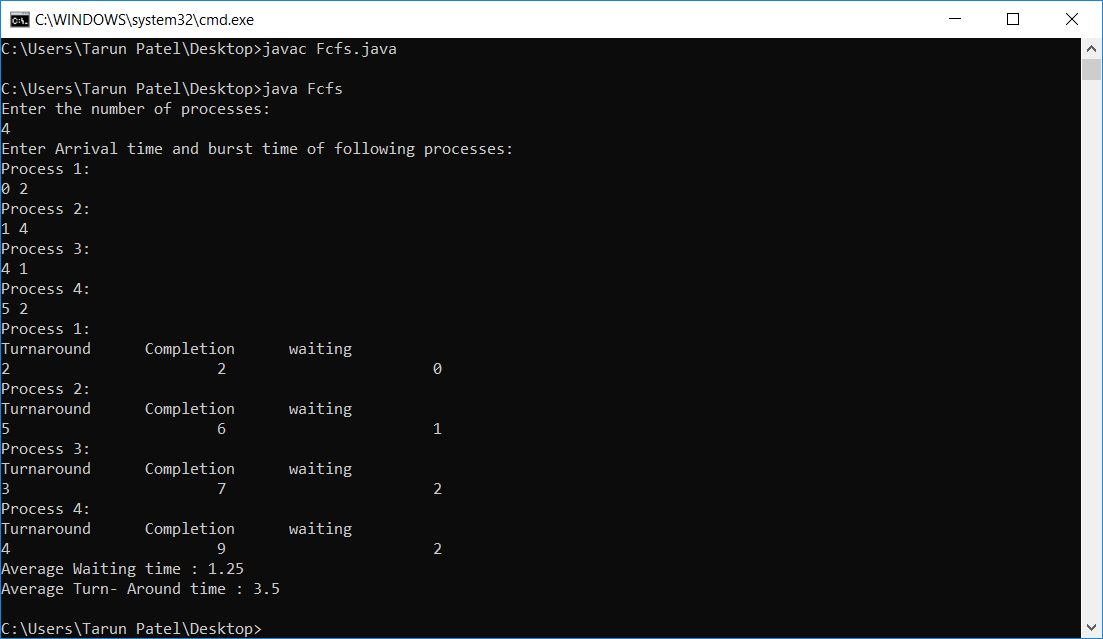 C:\WINDOWS\system32\cmd.exe
C:\Users\Tarun Patel\Desktop>javac Fcfs.java
C:\Users\Tarun Patel\Desktop>java Fcfs
Enter the number of processes:
4
Enter Arrival time and burst time of following processes:
Process 1:
0 2
Process 2:
1 4
Process 3:
4 1
Process 4:
5 2
Process 1:
Turnaround      Completion      waiting
2                       2                       0
Process 2:
Turnaround      Completion      waiting
5                       6                       1
Process 3:
Turnaround      Completion      waiting
3                       7                       2
Process 4:
Turnaround      Completion      waiting
4                       9                       2
Average Waiting time : 1.25
Average Turn- Around time : 3.5
C:\Users\Tarun Patel\Desktop>